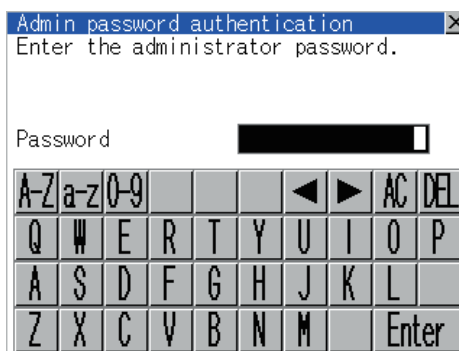 Admin password authentication ×
Enter the administrator password.
Password
A-Z a-z 0-9 ◀ ▶ AC DEL
Q W E R T Y U I O P
A S D F G H J K L
Z X C V B N M Enter